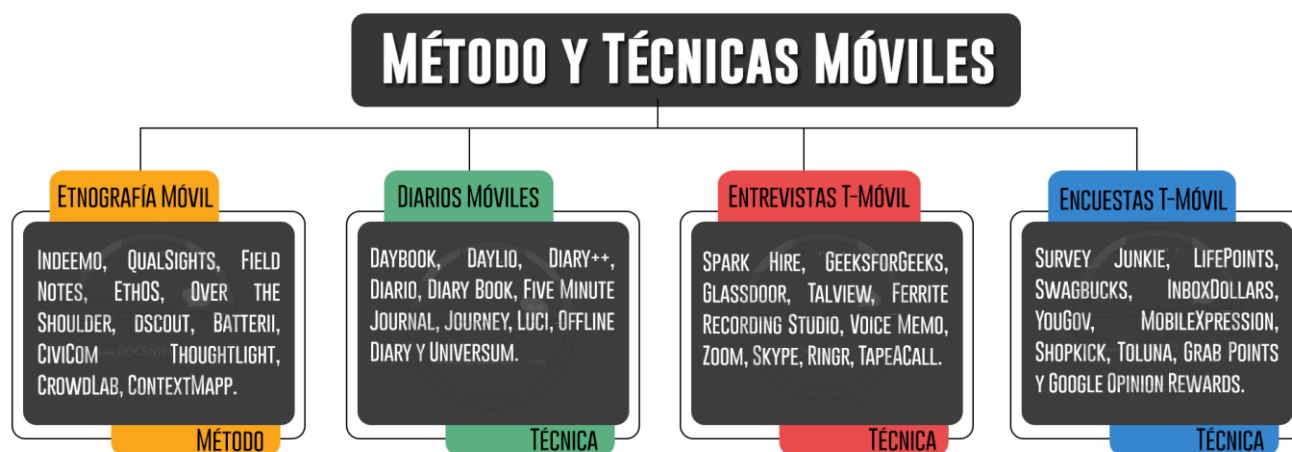 Método y Técnicas Móviles
Etnografía Móvil
Indeemo, QualSights, Field
Notes, EthOS, Over the
Shoulder, dscout, Batterii,
CiviCom Thoughtlight,
CrowdLab, ContextMapp.
Método
Diarios Móviles
Daybook, Daylio, Diary++,
Diario, Diary Book, Five Minute
Journal, Journey, Luci, Offline
Diary y Universum.
Técnica
Entrevistas T-Móvil
Spark Hire, GeeksforGeeks,
Glassdoor, Talview, Ferrite
Recording Studio, Voice Memo,
Zoom, Skype, Ringr, TapeACall.
Técnica
Encuestas T-Móvil
Survey Junkie, LifePoints,
Swagbucks, InboxDollars,
YouGov, MobileXpression,
Shopkick, Toluna, Grab Points
y Google Opinion Rewards.
Técnica